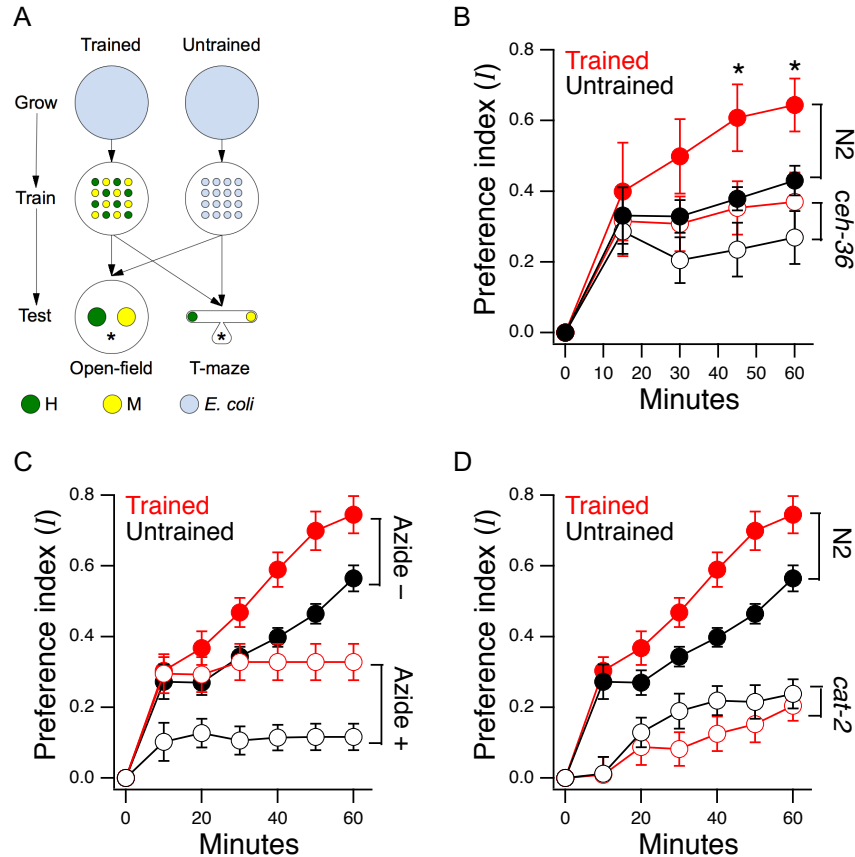 A
Trained
Untrained
Grow
Train
Test
*
*
Open-field
T-maze
H
M
E. coli
B
Trained
Untrained
Preference index (I)
0.8
0.6
0.4
0.2
0.0
* *
N2
ceh-36
0 10 20 30 40 50 60
Minutes
C
Trained
Untrained
Preference index (I)
0.8
0.6
0.4
0.2
0.0
Azide –
Azide +
0 20 40 60
Minutes
D
Trained
Untrained
Preference index (I)
0.8
0.6
0.4
0.2
0.0
N2
cat-2
0 20 40 60
Minutes